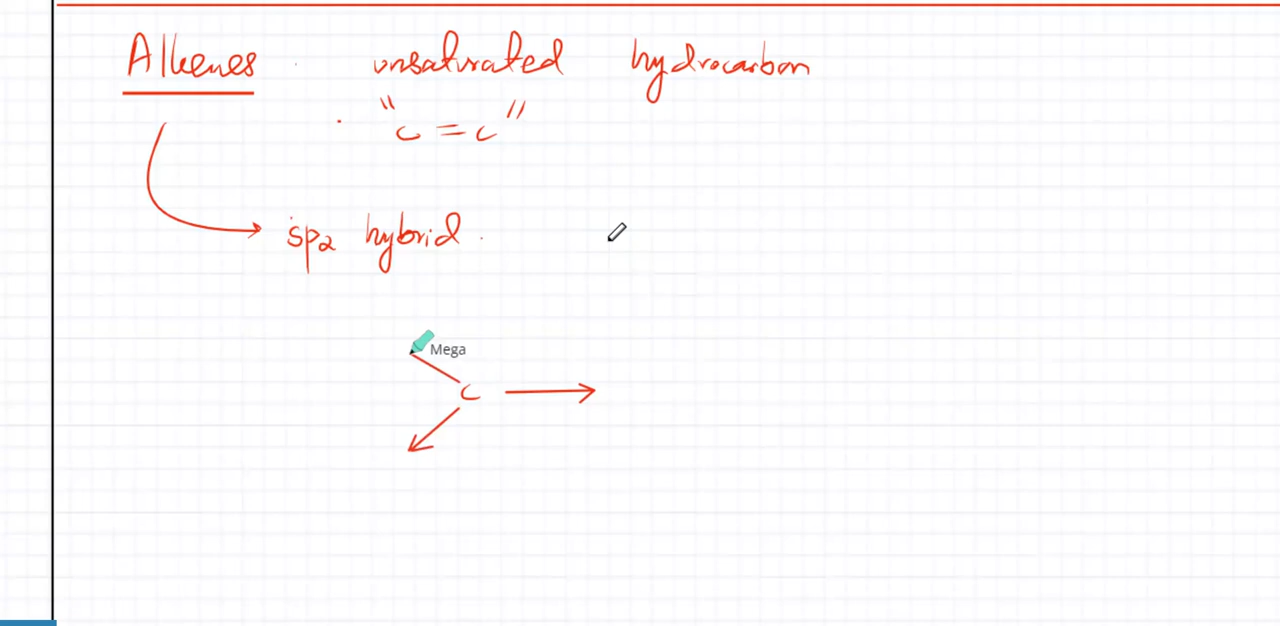 Alkenes unsaturated hydrocarbon
"C = C"
sp2 hybrid.
Mega
C